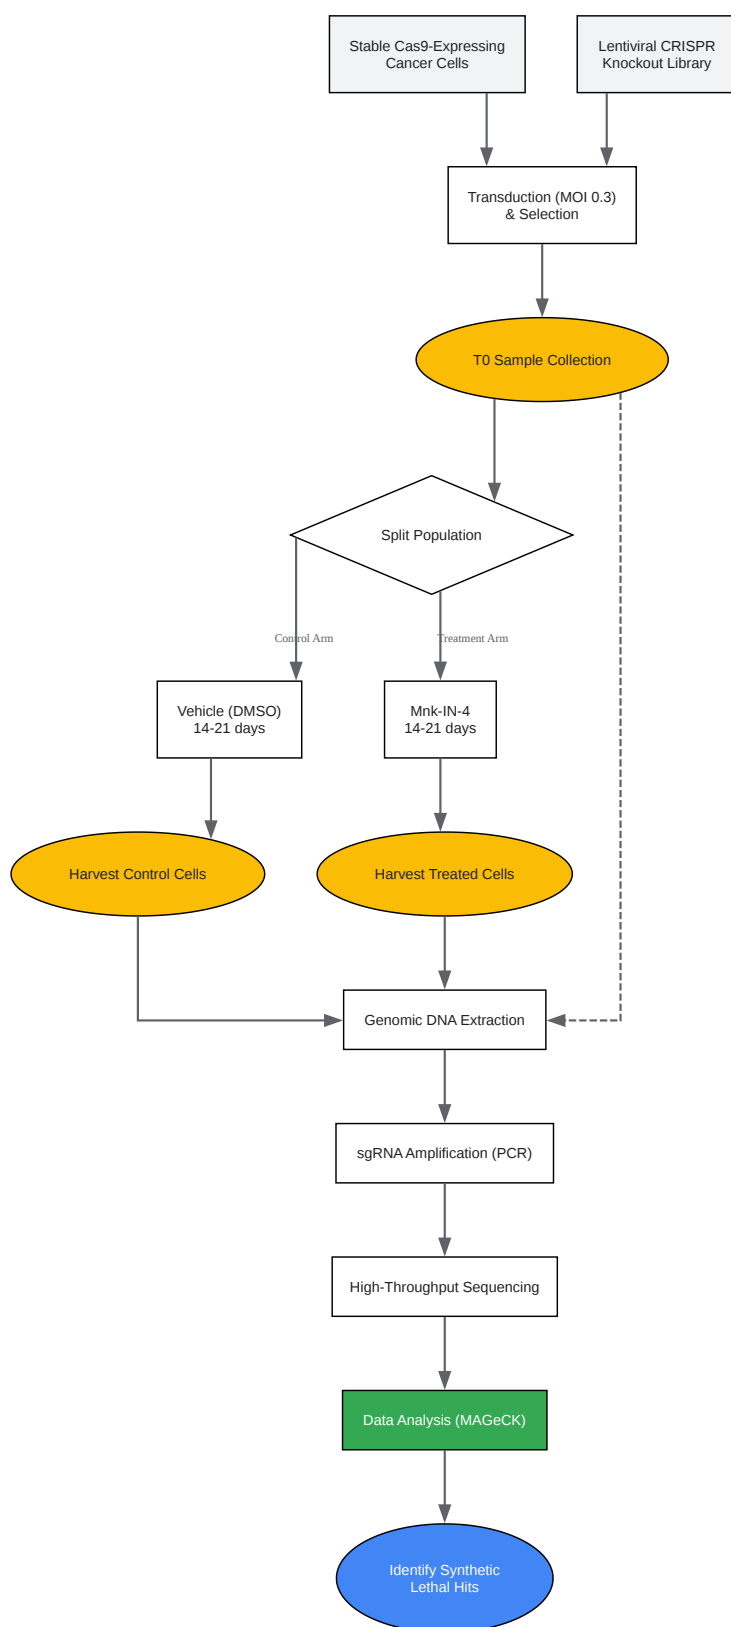 Stable Cas9-Expressing
Cancer Cells
Lentiviral CRISPR
Knockout Library
Transduction (MOI 0.3)
& Selection
T0 Sample Collection
Split Population
Control Arm
Treatment Arm
Vehicle (DMSO)
14-21 days
Mnk-IN-4
14-21 days
Harvest Control Cells
Harvest Treated Cells
Genomic DNA Extraction
sgRNA Amplification (PCR)
High-Throughput Sequencing
Data Analysis (MAGeCK)
Identify Synthetic
Lethal Hits